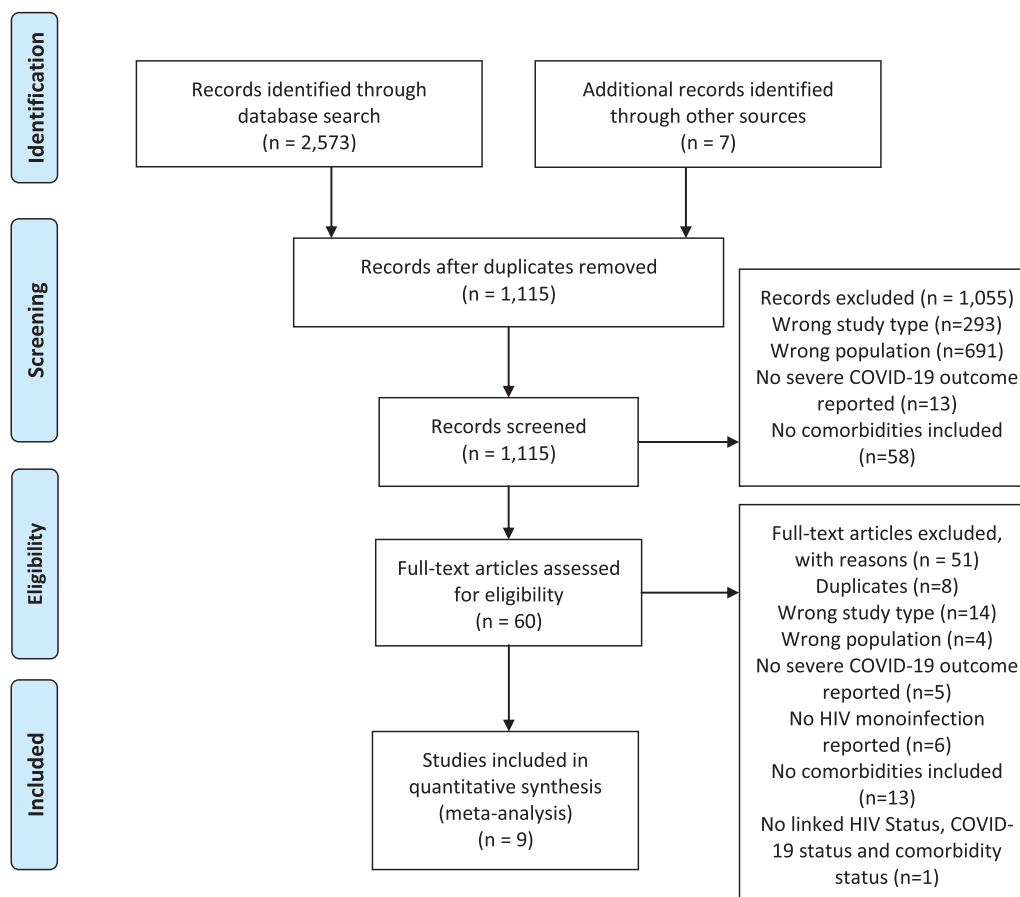 Identification
Records identified through
database search
(n = 2,573)
Additional records identified
through other sources
(n = 7)
Screening
Records after duplicates removed
(n = 1,115)
Records screened
(n = 1,115)
Records excluded (n = 1,055)
Wrong study type (n=293)
Wrong population (n=691)
No severe COVID-19 outcome
reported (n=13)
No comorbidities included
(n=58)
Eligibility
Full-text articles assessed
for eligibility
(n = 60)
Full-text articles excluded,
with reasons (n = 51)
Duplicates (n=8)
Wrong study type (n=14)
Wrong population (n=4)
No severe COVID-19 outcome
reported (n=5)
No HIV monoinfection
reported (n=6)
No comorbidities included
(n=13)
No linked HIV Status, COVID-
19 status and comorbidity
status (n=1)
Included
Studies included in
quantitative synthesis
(meta-analysis)
(n = 9)